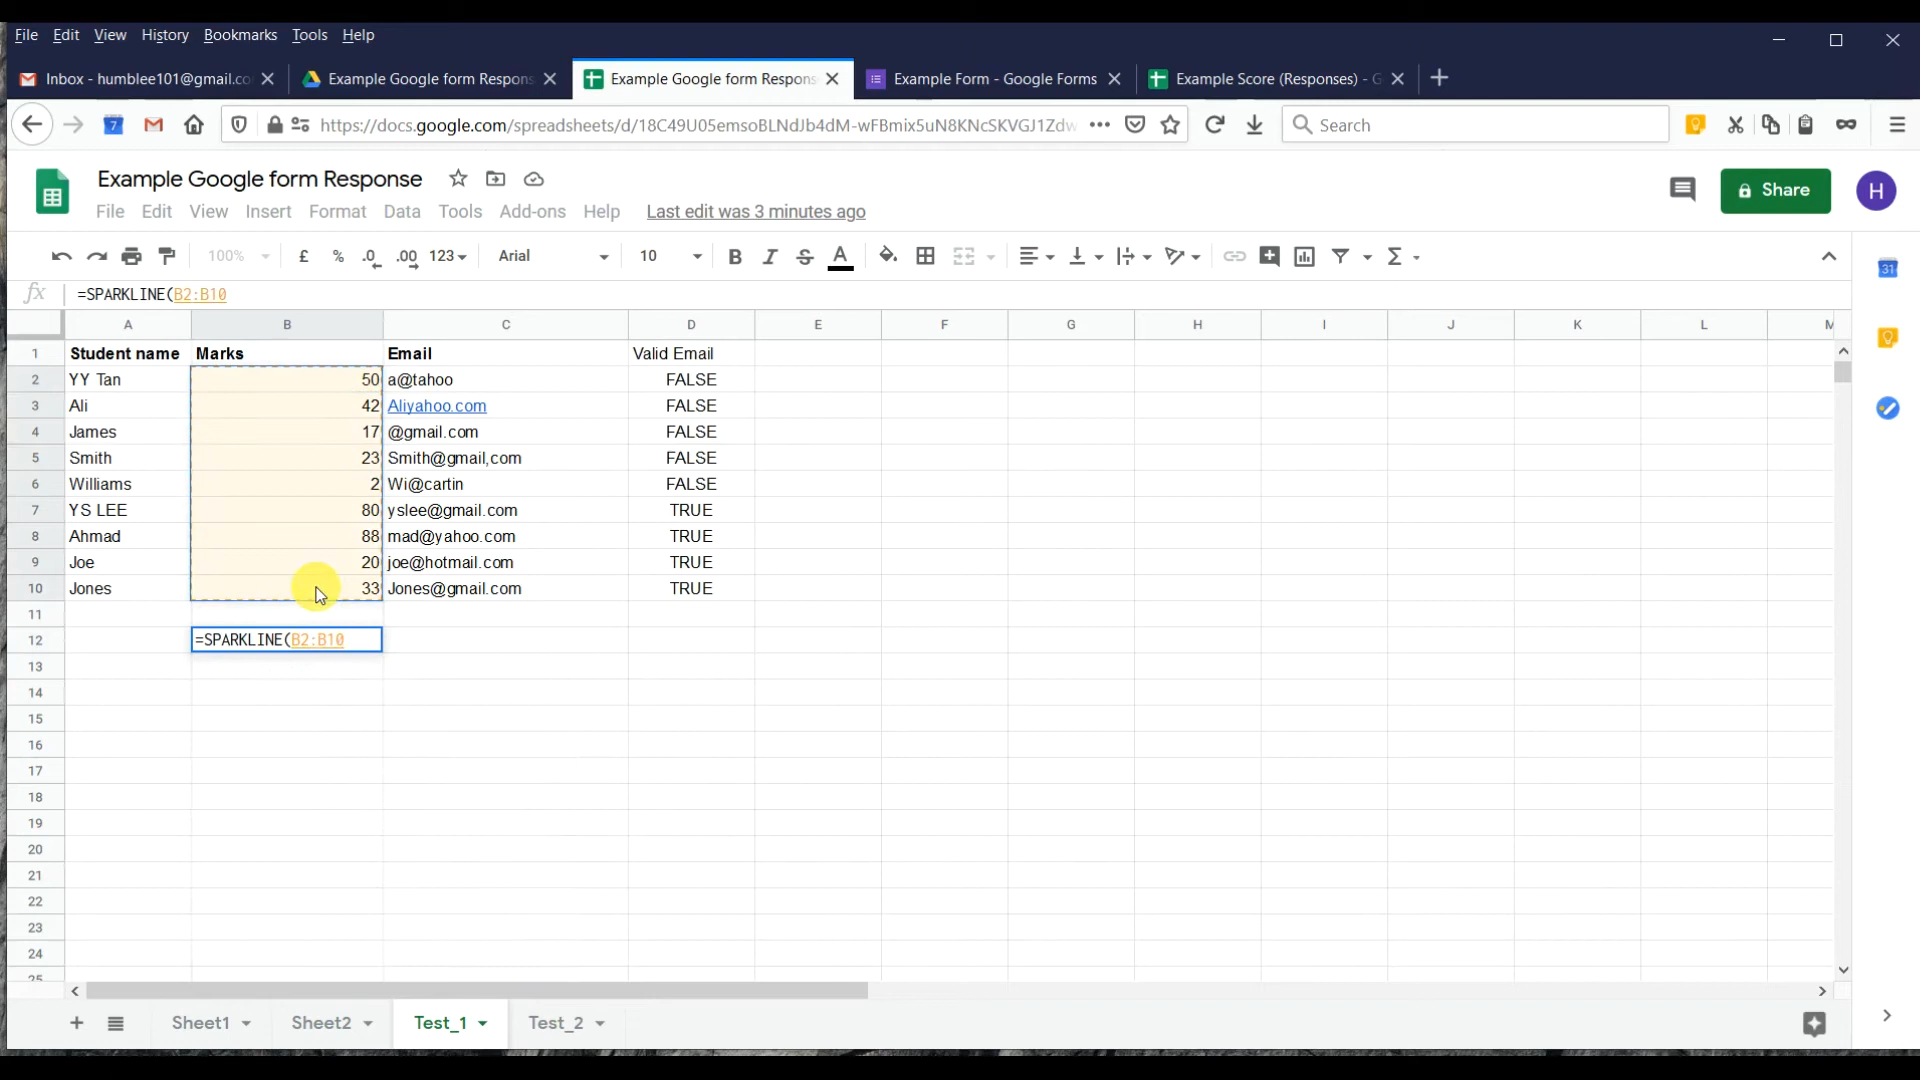 File Edit View History Bookmarks Tools Help
Inbox - humblee101@gmail.co
Example Google form Respons
Example Google form Respons
Example Form - Google Forms
Example Score (Responses) - G
7
https://docs.google.com/spreadsheets/d/18C49U05emsoBLNdJb4dM-wFBmix5uN8KNcSKVGJ1Zdw
Search
Example Google form Response
Share
H
File Edit View Insert Format Data Tools Add-ons Help Last edit was 3 minutes ago
100% £ % .0 .00 123 Arial 10 B I S A Σ
31
fx =SPARKLINE(B2:B10
A B C D E F G H I J K L M
1 Student name Marks Email Valid Email
2 YY Tan 50 a@tahoo FALSE
3 Ali 42 Aliyahoo.com FALSE
4 James 17 @gmail.com FALSE
5 Smith 23 Smith@gmail,com FALSE
6 Williams 2 Wi@cartin FALSE
7 YS LEE 80 yslee@gmail.com TRUE
8 Ahmad 88 mad@yahoo.com TRUE
9 Joe 20 joe@hotmail.com TRUE
10 Jones 33 Jones@gmail.com TRUE
11
12 =SPARKLINE(B2:B10
13
14
15
16
17
18
19
20
21
22
23
24
25
Sheet1 Sheet2 Test_1 Test_2